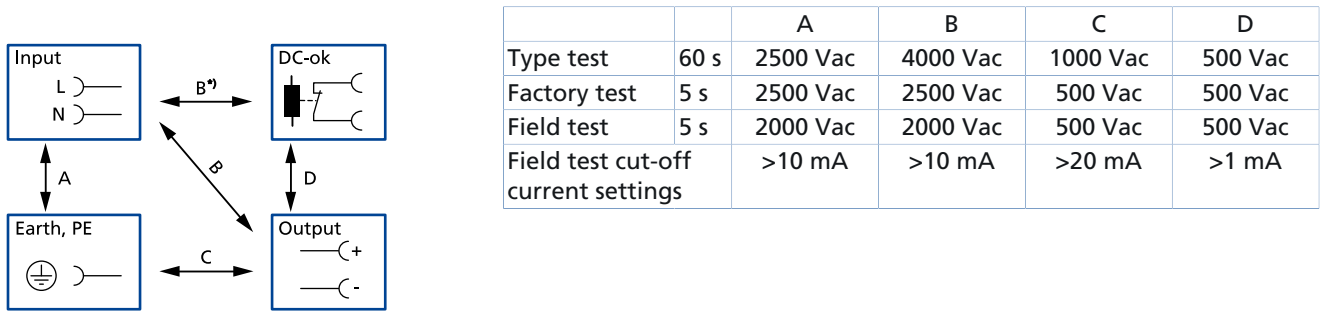 Input
L
N
B*)
DC-ok
A
B
D
Earth, PE
C
Output
+
-
A B C D
Type test 60 s 2500 Vac 4000 Vac 1000 Vac 500 Vac
Factory test 5 s 2500 Vac 2500 Vac 500 Vac 500 Vac
Field test 5 s 2000 Vac 2000 Vac 500 Vac 500 Vac
Field test cut-off >10 mA >10 mA >20 mA >1 mA
current settings